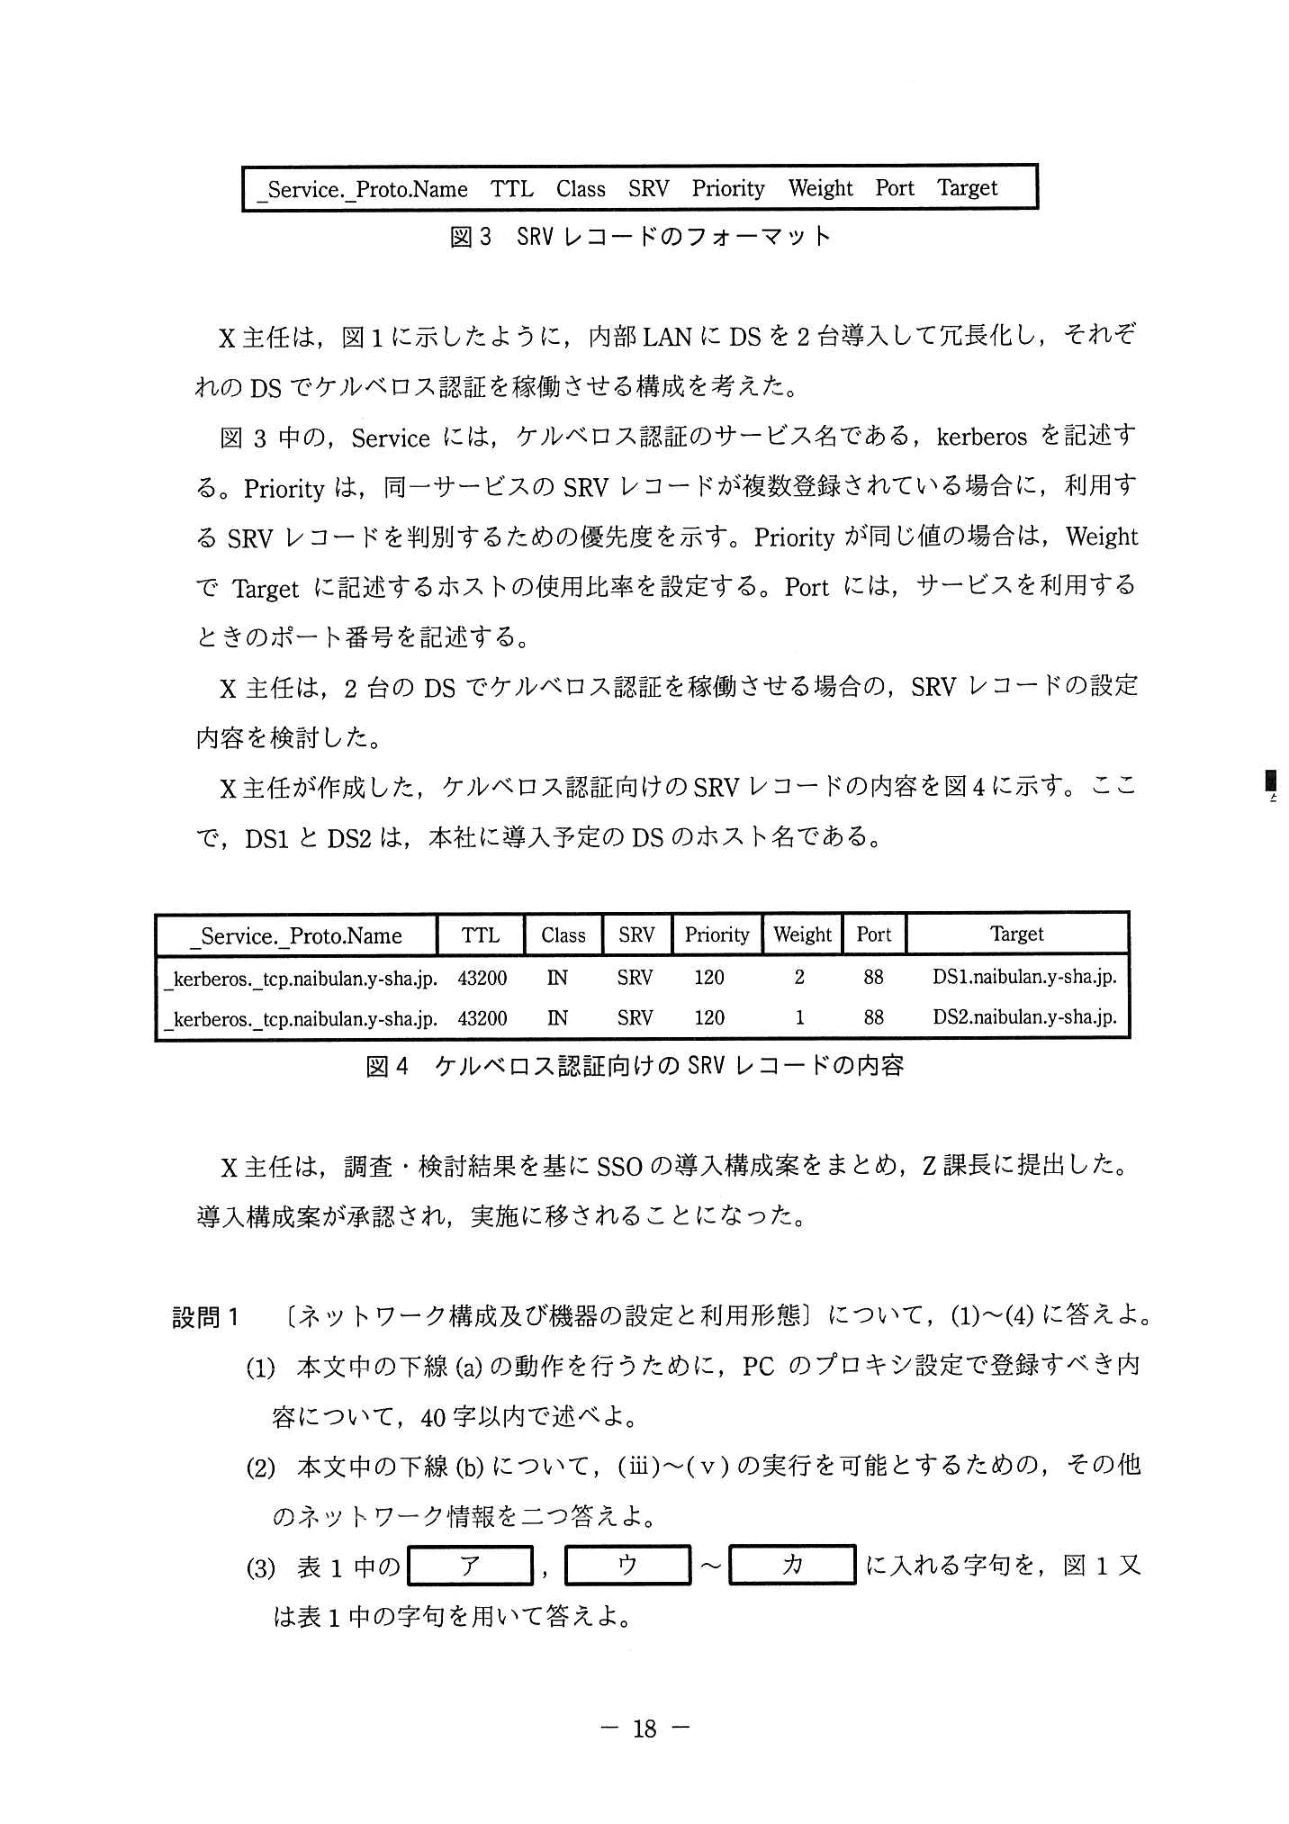 _Service._Proto.Name TTL Class SRV Priority Weight Port Target
図3 SRVレコードのフォーマット
X主任は，図1に示したように，内部LANにDSを2台導入して冗長化し，それぞ
れのDSでケルベロス認証を稼働させる構成を考えた。
図3中の，Serviceには，ケルベロス認証のサービス名である，kerberosを記述す
る。Priorityは，同一サービスのSRVレコードが複数登録されている場合に，利用す
るSRVレコードを判別するための優先度を示す。Priorityが同じ値の場合は，Weight
でTargetに記述するホストの使用比率を設定する。Portには，サービスを利用する
ときのポート番号を記述する。
X主任は，2台のDSでケルベロス認証を稼働させる場合の，SRVレコードの設定
内容を検討した。
X主任が作成した，ケルベロス認証向けのSRVレコードの内容を図4に示す。ここ
で，DS1とDS2は，本社に導入予定のDSのホスト名である。
_Service._Proto.Name TTL Class SRV Priority Weight Port Target
_kerberos._tcp.naibulan.y-sha.jp. 43200 IN SRV 120 2 88 DS1.naibulan.y-sha.jp.
_kerberos._tcp.naibulan.y-sha.jp. 43200 IN SRV 120 1 88 DS2.naibulan.y-sha.jp.
図4 ケルベロス認証向けのSRVレコードの内容
X主任は，調査・検討結果を基にSSOの導入構成案をまとめ，Z課長に提出した。
導入構成案が承認され，実施に移されることになった。
設問1 〔ネットワーク構成及び機器の設定と利用形態〕について，(1)～(4)に答えよ。
(1) 本文中の下線(a)の動作を行うために，PCのプロキシ設定で登録すべき内
容について，40字以内で述べよ。
(2) 本文中の下線(b)について，(ⅲ)～(ⅴ)の実行を可能とするための，その他
のネットワーク情報を二つ答えよ。
(3) 表1中の ア ， ウ ～ カ に入れる字句を，図1又
は表1中の字句を用いて答えよ。
－ 18 －